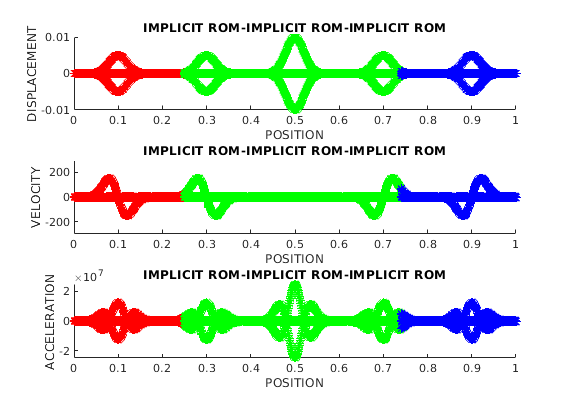 IMPLICIT ROM-IMPLICIT ROM-IMPLICIT ROM
DISPLACEMENT
0.01
0
-0.01
0 0.1 0.2 0.3 0.4 0.5 0.6 0.7 0.8 0.9 1
POSITION
IMPLICIT ROM-IMPLICIT ROM-IMPLICIT ROM
VELOCITY
200
0
-200
0 0.1 0.2 0.3 0.4 0.5 0.6 0.7 0.8 0.9 1
POSITION
IMPLICIT ROM-IMPLICIT ROM-IMPLICIT ROM
×10⁷
ACCELERATION
2
0
-2
0 0.1 0.2 0.3 0.4 0.5 0.6 0.7 0.8 0.9 1
POSITION